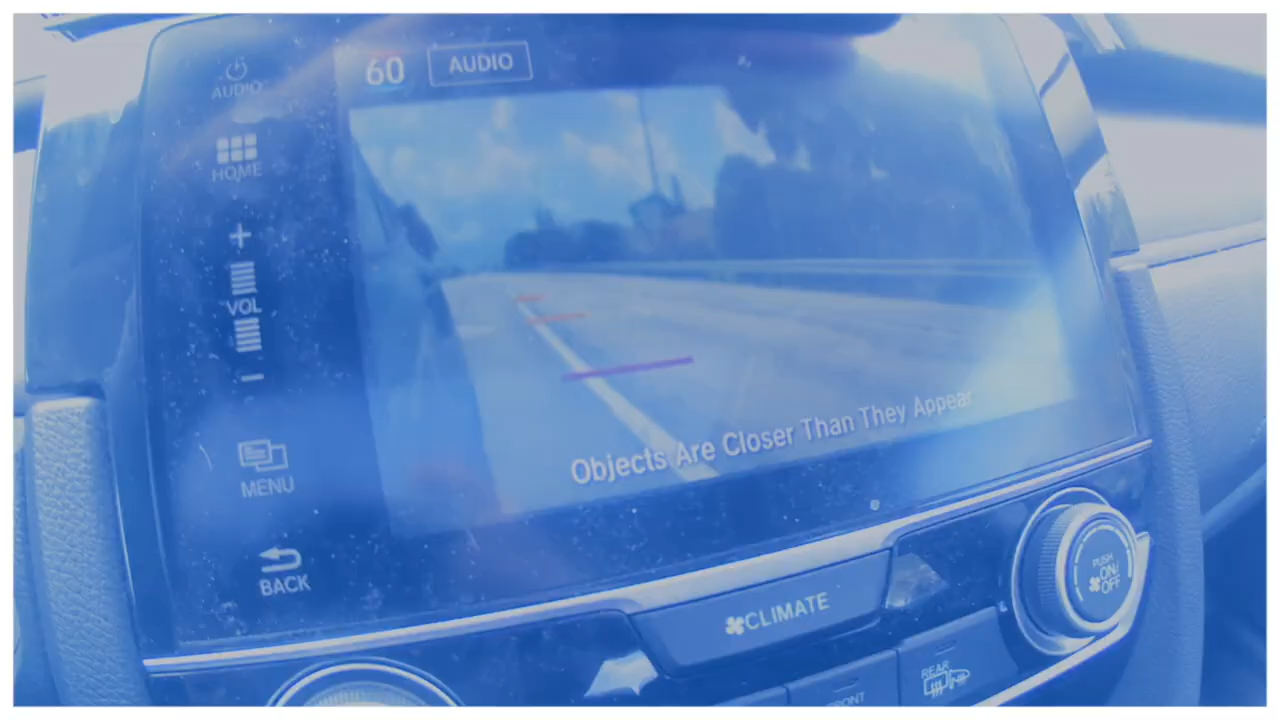 60 AUDIO
AUDIO
HOME
+
VOL
-
MENU
BACK
Objects Are Closer Than They Appear
CLIMATE
PUSH
ON/
OFF
REAR